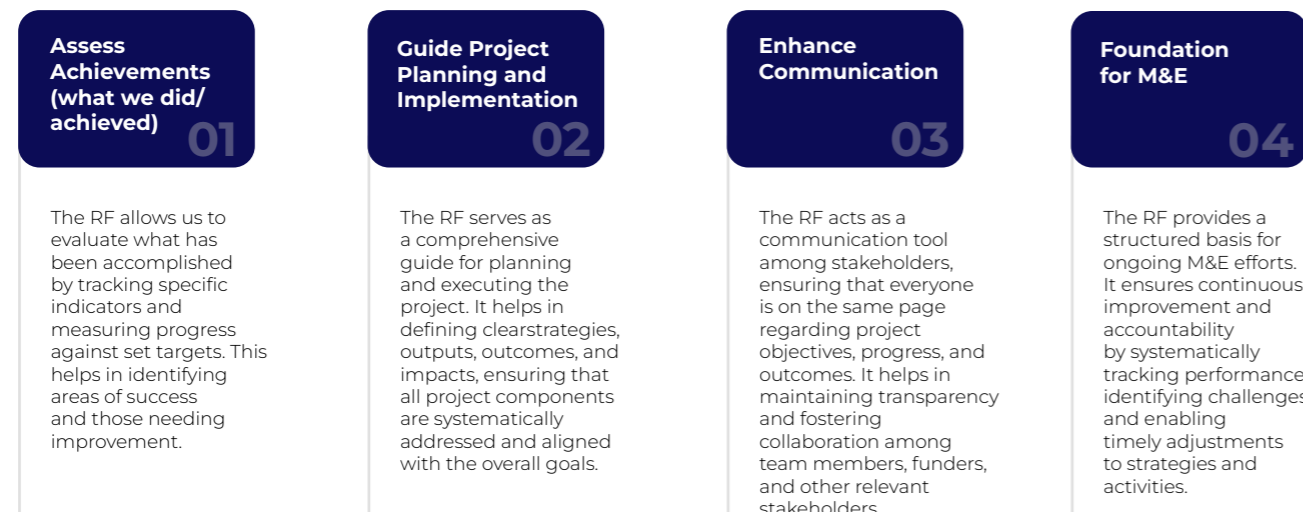 Assess
Achievements
(what we did/
achieved)
01
The RF allows us to
evaluate what has
been accomplished
by tracking specific
indicators and
measuring progress
against set targets. This
helps in identifying
areas of success
and those needing
improvement.
Guide Project
Planning and
Implementation
02
The RF serves as
a comprehensive
guide for planning
and executing the
project. It helps in
defining clearstrategies,
outputs, outcomes, and
impacts, ensuring that
all project components
are systematically
addressed and aligned
with the overall goals.
Enhance
Communication
03
The RF acts as a
communication tool
among stakeholders,
ensuring that everyone
is on the same page
regarding project
objectives, progress, and
outcomes. It helps in
maintaining transparency
and fostering
collaboration among
team members, funders,
and other relevant
stakeholders
Foundation
for M&E
04
The RF provides a
structured basis for
ongoing M&E efforts.
It ensures continuous
improvement and
accountability
by systematically
tracking performance
identifying challenges
and enabling
timely adjustments
to strategies and
activities.